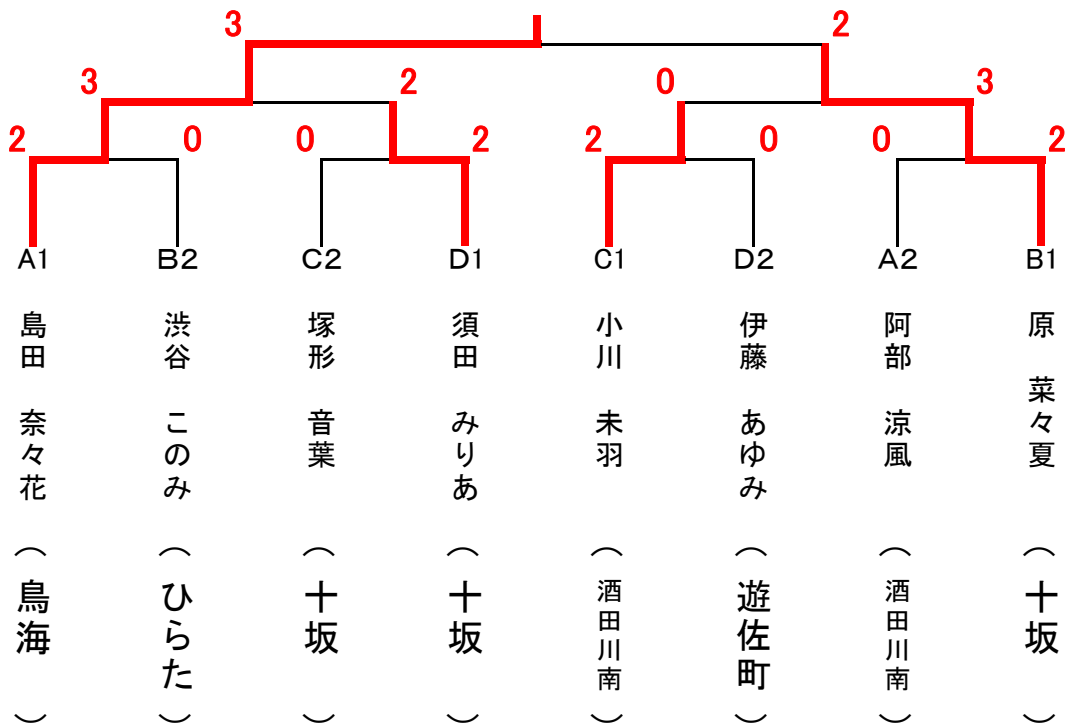 3 2
3 2 0 3
2 0 0 2 2 0 0 2
A1 B2 C2 D1 C1 D2 A2 B1
島田 奈々花 (鳥海)
渋谷 このみ (ひらた)
塚形 音葉 (十坂)
須田 みりあ (十坂)
小川 未羽 (酒田川南)
伊藤 あゆみ (遊佐町)
阿部 涼風 (酒田川南)
原 菜々夏 (十坂)